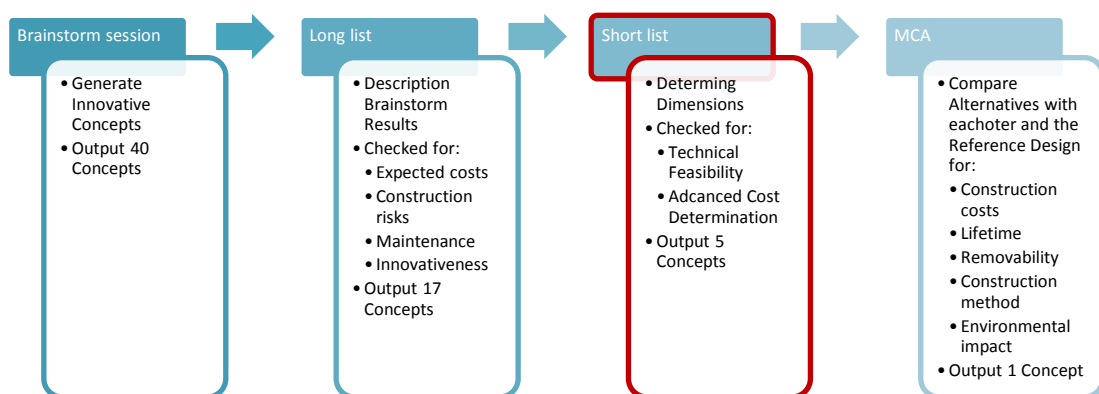 Brainstorm session
• Generate
Innovative
Concepts
• Output 40
Concepts
Long list
• Description
Brainstorm
Results
• Checked for:
• Expected costs
• Construction
risks
• Maintenance
• Innovativeness
• Output 17
Concepts
Short list
• Determing
Dimensions
• Checked for:
• Technical
Feasibility
• Adcanced Cost
Determination
• Output 5
Concepts
MCA
• Compare
Alternatives with
eachoter and the
Reference Design
for:
• Construction
costs
• Lifetime
• Removability
• Construction
method
• Environmental
impact
• Output 1 Concept